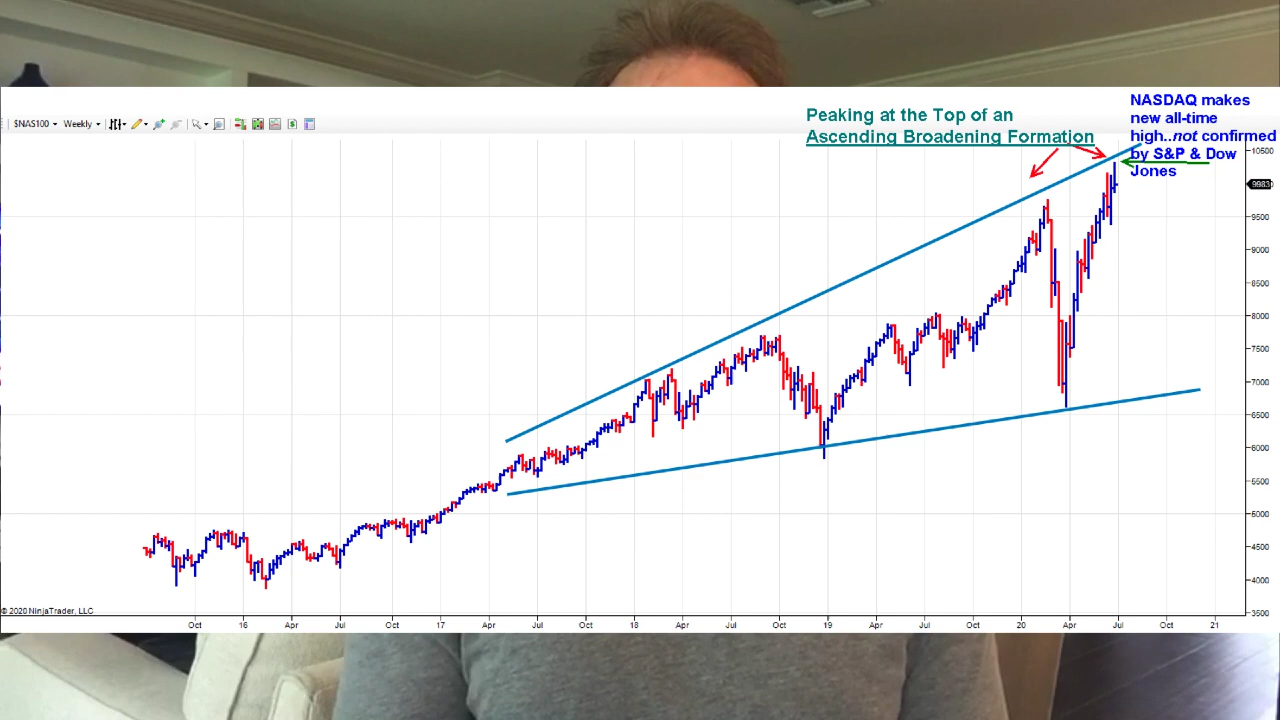 Peaking at the Top of an
Ascending Broadening Formation
NASDAQ makes
new all-time
high..not confirmed
by S&P & Dow
Jones
$NAS100 Weekly
10500
9983
9500
9000
8500
8000
7500
7000
6500
6000
5500
5000
4500
4000
3500
© 2020 NinjaTrader, LLC
Oct 16 Apr Jul Oct 17 Apr Jul Oct 18 Apr Jul Oct 19 Apr Jul Oct 20 Apr Jul Oct 21